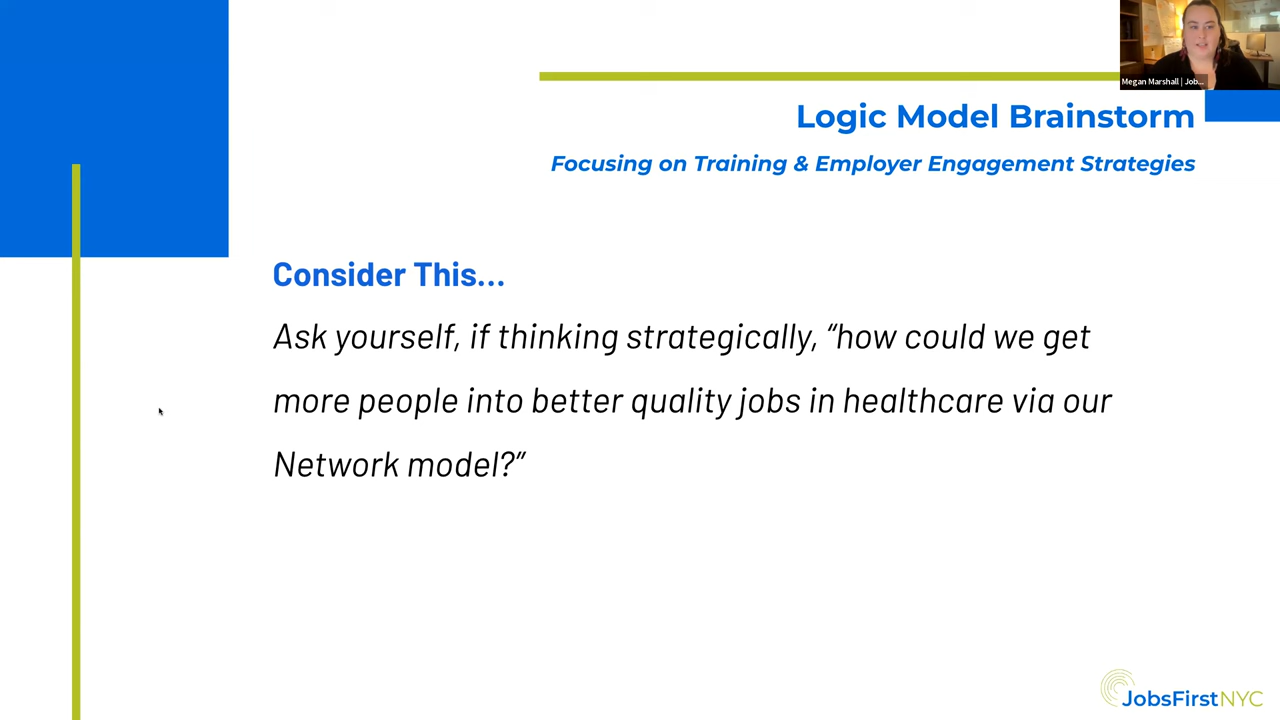 Megan Marshall | Job...
Logic Model Brainstorm
Focusing on Training & Employer Engagement Strategies
Consider This...
Ask yourself, if thinking strategically, “how could we get
more people into better quality jobs in healthcare via our
Network model?”
JobsFirstNYC